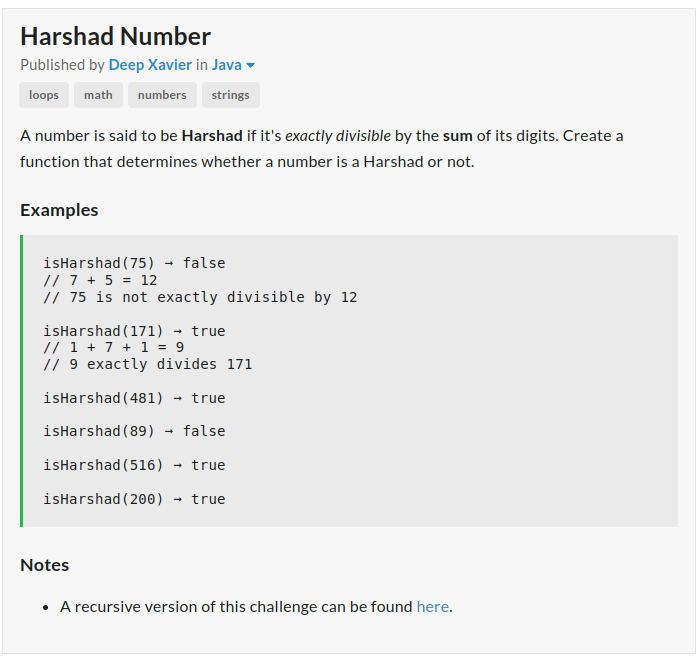 Harshad Number
Published by Deep Xavier in Java
loops math numbers strings
A number is said to be Harshad if it's exactly divisible by the sum of its digits. Create a
function that determines whether a number is a Harshad or not.
Examples
isHarshad(75) → false
// 7 + 5 = 12
// 75 is not exactly divisible by 12
isHarshad(171) → true
// 1 + 7 + 1 = 9
// 9 exactly divides 171
isHarshad(481) → true
isHarshad(89) → false
isHarshad(516) → true
isHarshad(200) → true
Notes
• A recursive version of this challenge can be found here.